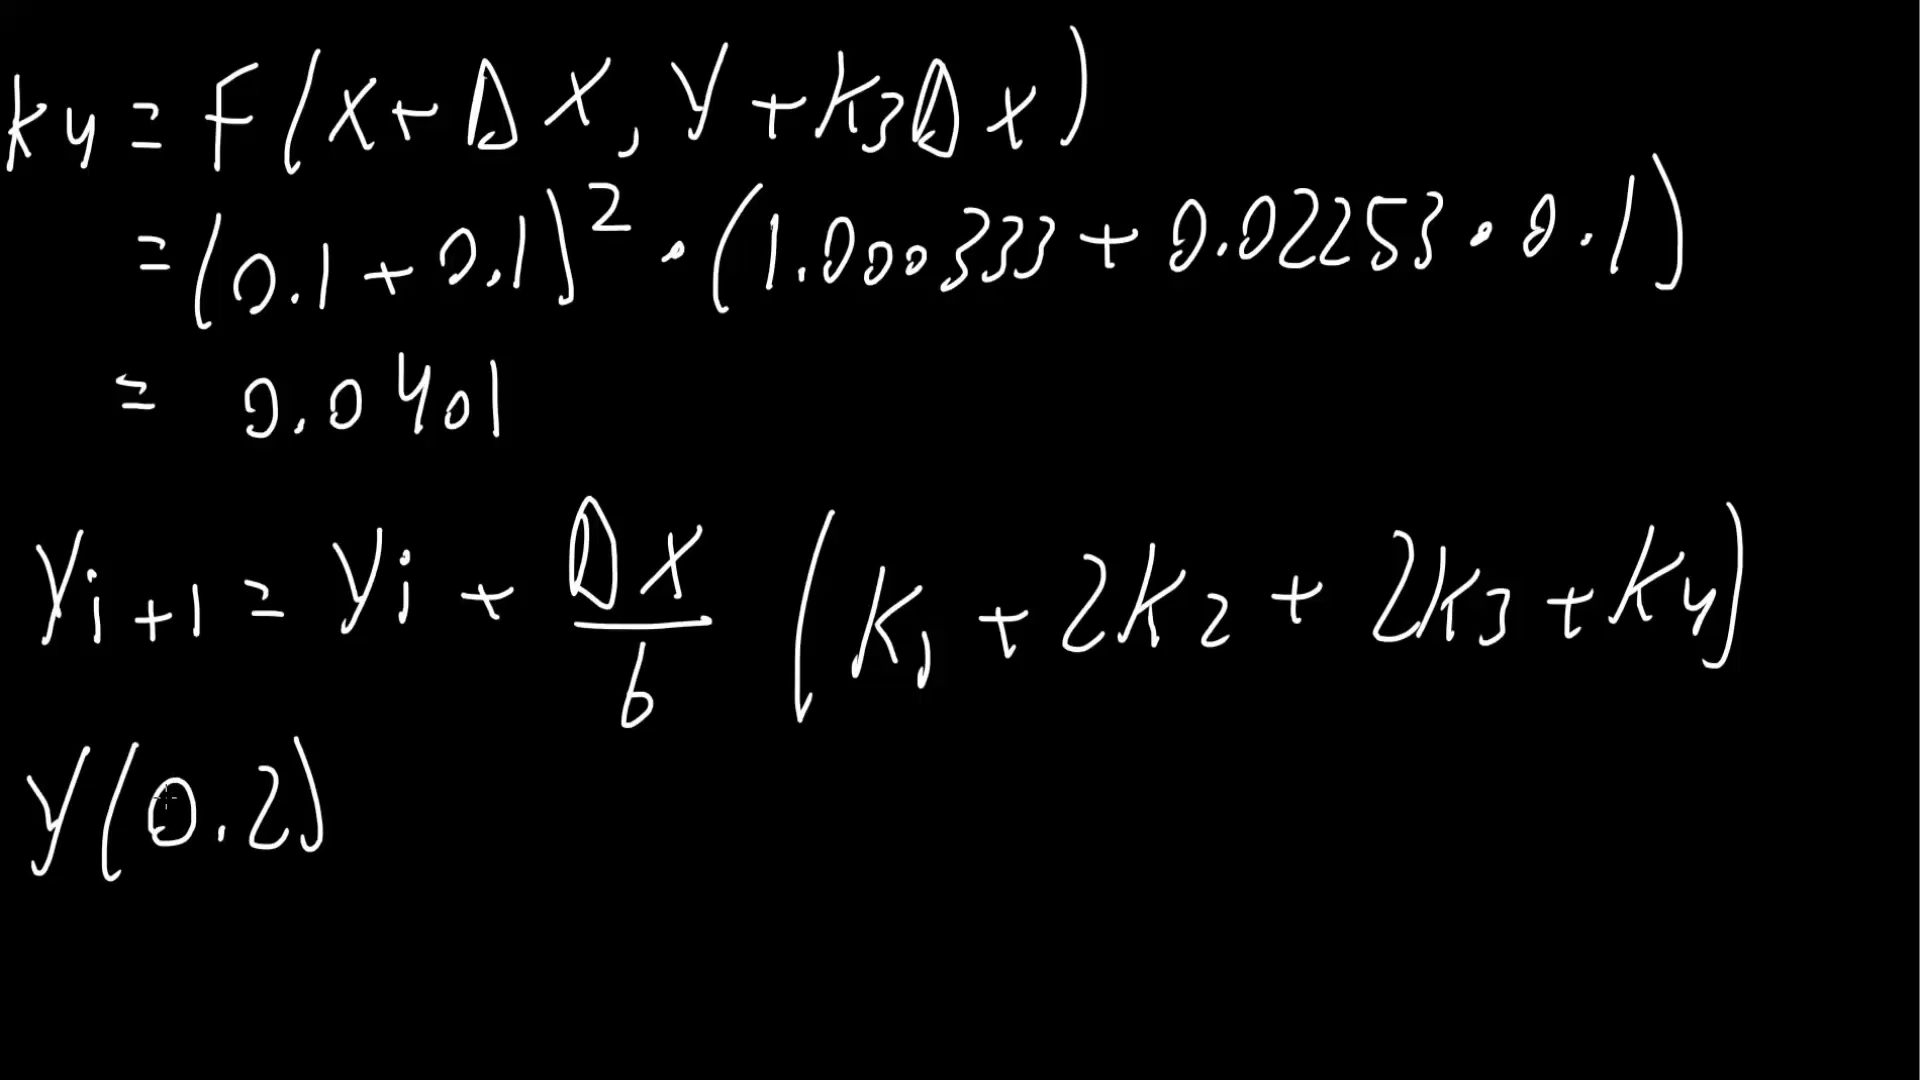 k4 = F(x+Δx, y+k3Δx)
= (0.1+0.1)² · (1.000333 + 0.02253 · 0.1)
= 0.0401
yi+1 = yi + Δx/6 (k1 + 2k2 + 2k3 + k4)
y(0.2)